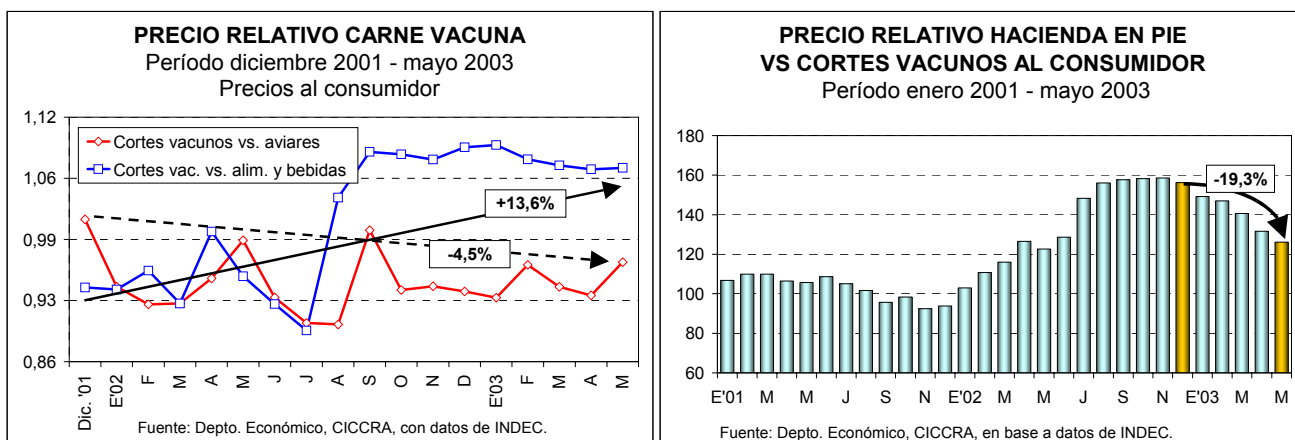 PRECIO RELATIVO CARNE VACUNA
Período diciembre 2001 - mayo 2003
Precios al consumidor
1,12
1,06
0,99
0,93
0,86
Cortes vacunos vs. aviares
Cortes vac. vs. alim. y bebidas
+13,6%
-4,5%
Dic. '01 E'02 F M A M J J A S O N D E'03 F M A M
Fuente: Depto. Económico, CICCRA, con datos de INDEC.
PRECIO RELATIVO HACIENDA EN PIE
VS CORTES VACUNOS AL CONSUMIDOR
Período enero 2001 - mayo 2003
180
160
140
120
100
80
60
-19,3%
E'01 M M J S N E'02 M M J S N E'03 M M
Fuente: Depto. Económico, CICCRA, en base a datos de INDEC.